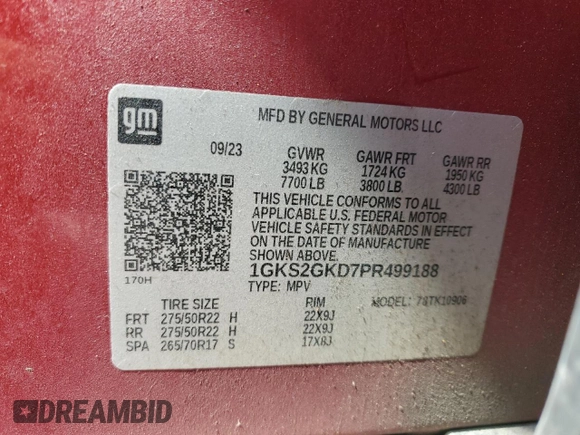 gm
MFD BY GENERAL MOTORS LLC
09/23 GVWR GAWR FRT GAWR RR
3493 KG 1724 KG 1950 KG
7700 LB 3800 LB 4300 LB
THIS VEHICLE CONFORMS TO ALL
APPLICABLE U.S. FEDERAL MOTOR
VEHICLE SAFETY STANDARDS IN EFFECT
ON THE DATE OF MANUFACTURE
SHOWN ABOVE.
170H
1GKS2GKD7PR499188
TYPE: MPV MODEL: 7STK10906
TIRE SIZE RIM
FRT 275/50R22 H 22X9J
RR 275/50R22 H 22X9J
SPA 265/70R17 S 17X8J
DREAMBID